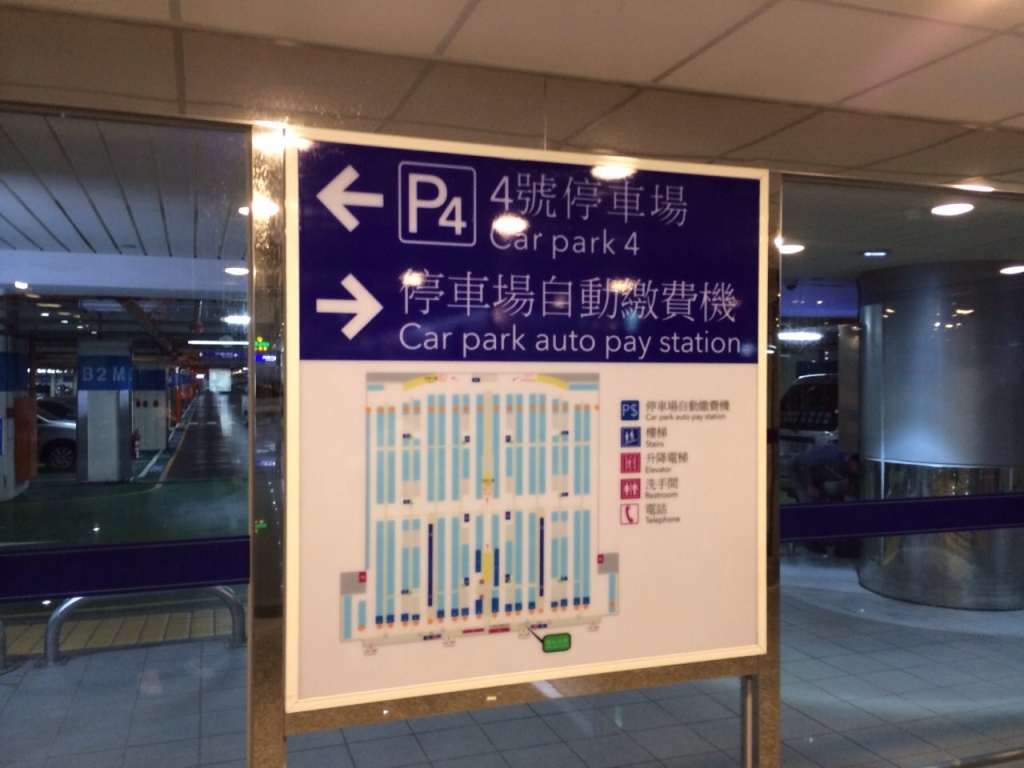 P4 4號停車場
Car park 4
停車場自動繳費機
Car park auto pay station
B2M
P$ 停車場自動繳費機
Car park auto pay station
樓梯
Stairs
升降電梯
Elevator
洗手間
Restroom
電話
Telephone